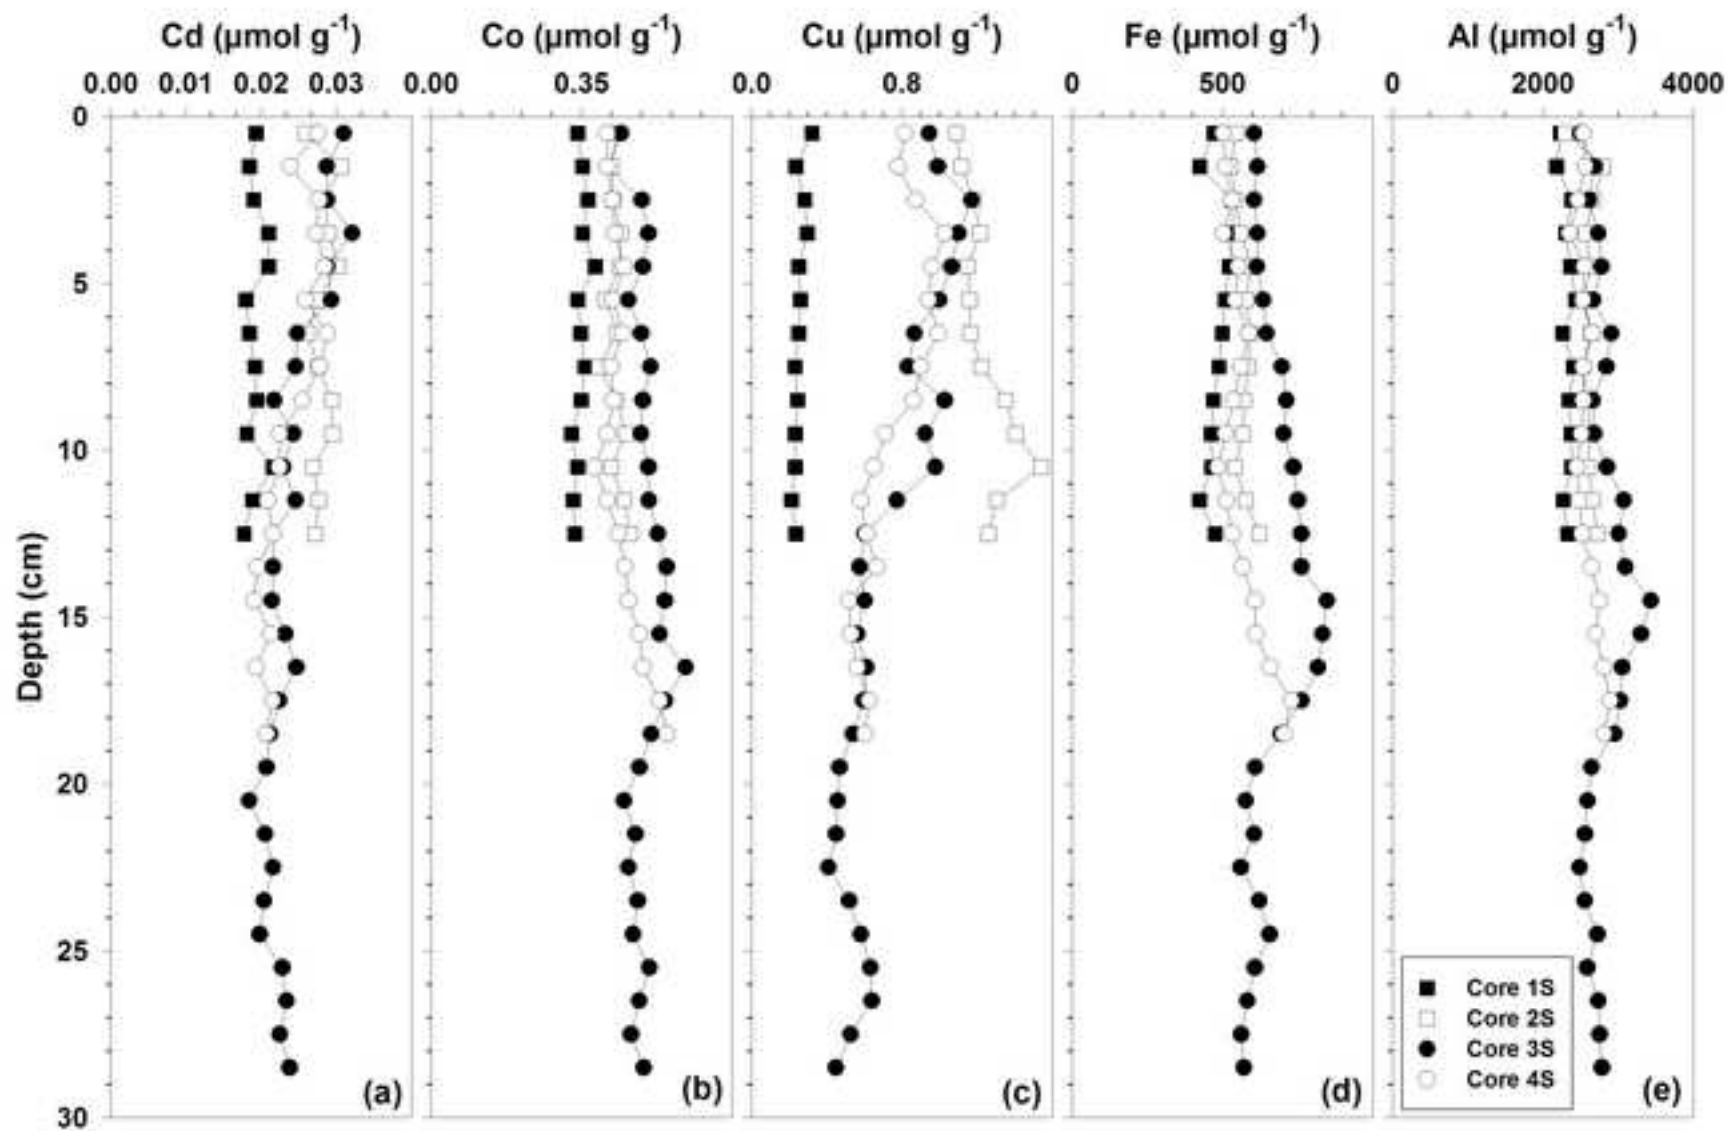 Cd (µmol g⁻¹) Co (µmol g⁻¹) Cu (µmol g⁻¹) Fe (µmol g⁻¹) Al (µmol g⁻¹)
0.00 0.01 0.02 0.03 0.00 0.35 0.0 0.8 0 500 0 2000 4000
0
5
10
15
20
25
30
Depth (cm)
Core 1S
Core 2S
Core 3S
Core 4S
(a) (b) (c) (d) (e)